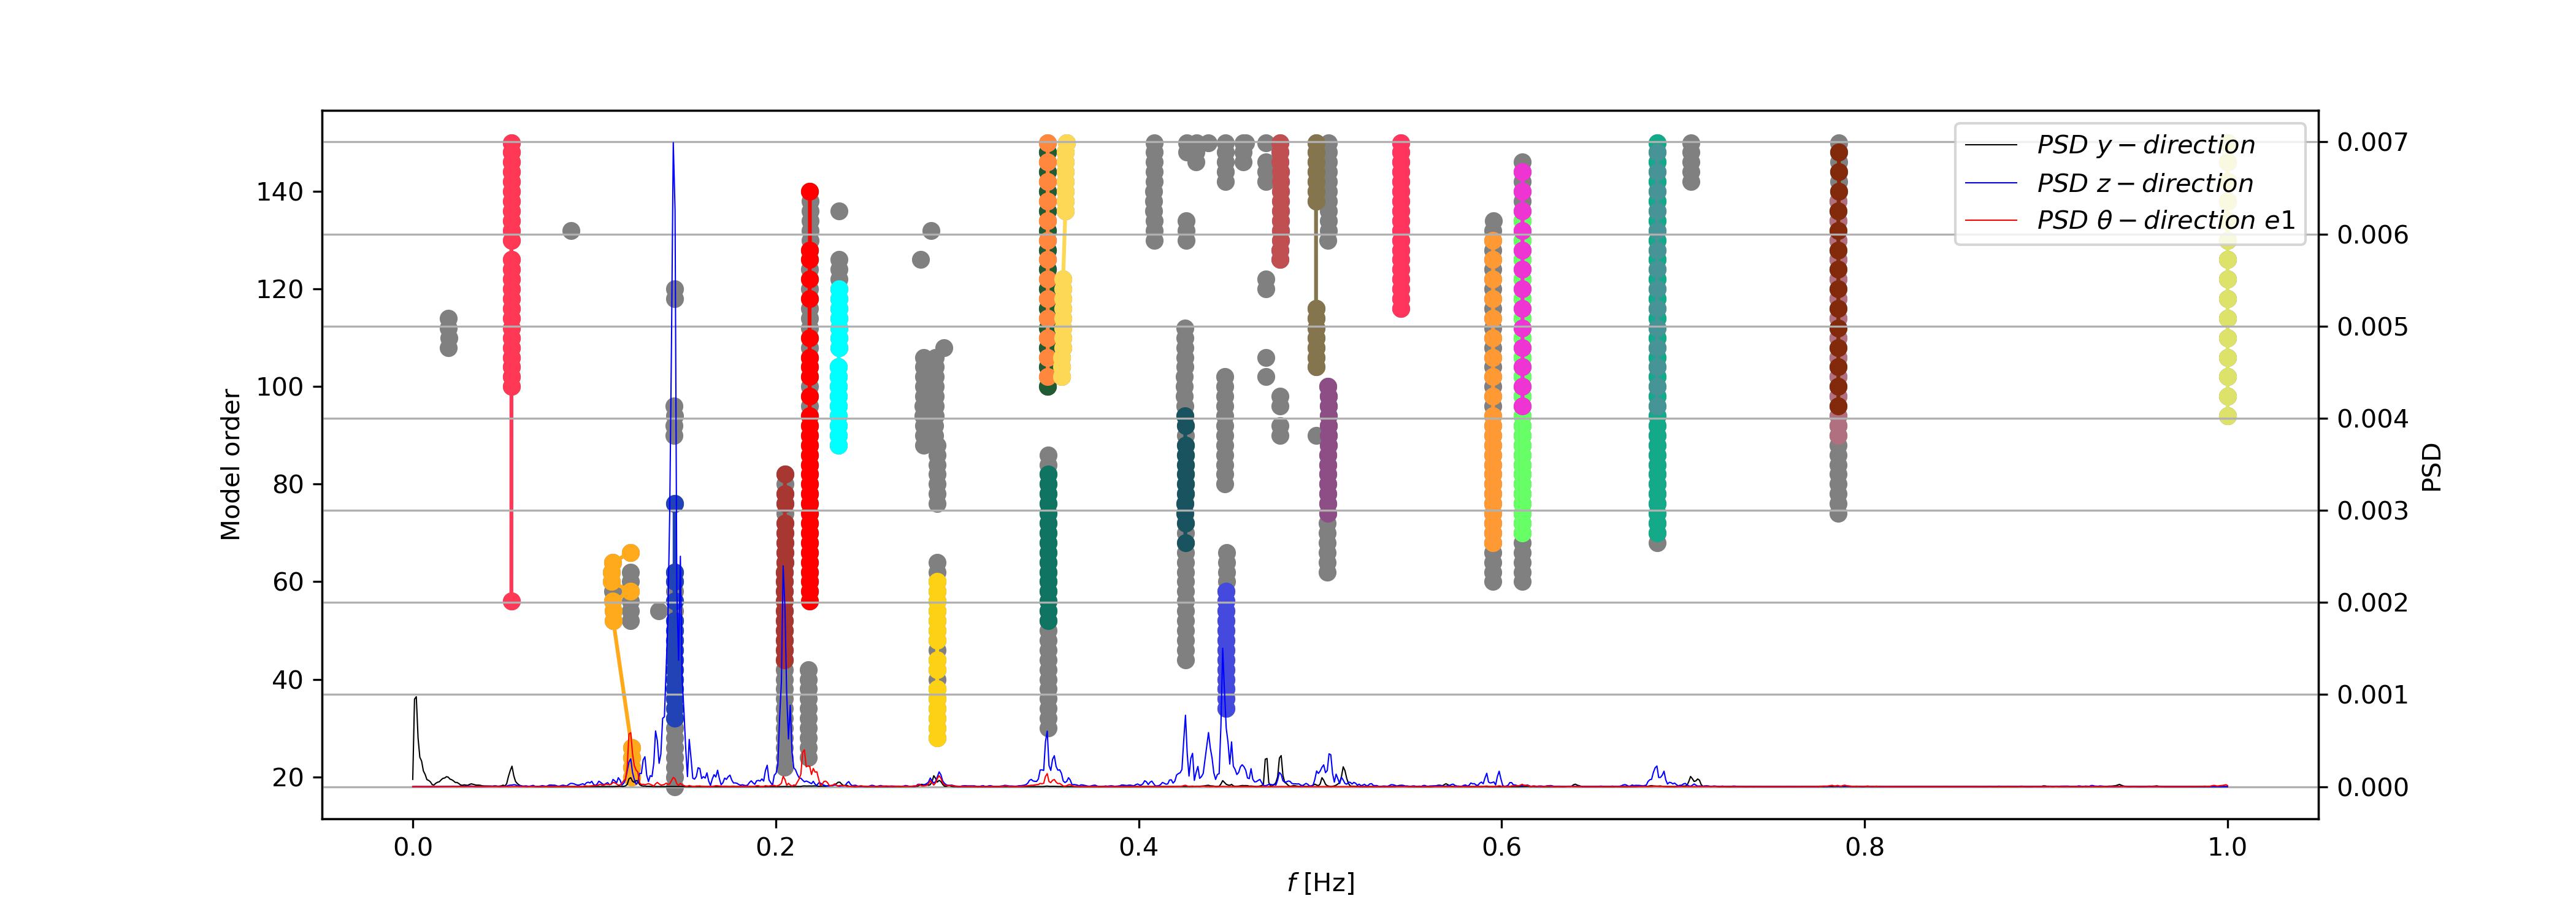 PSD y − direction
PSD z − direction
PSD θ − direction e1
Model order
140
120
100
80
60
40
20
0.007
0.006
0.005
0.004
0.003
0.002
0.001
0.000
PSD
0.0 0.2 0.4 0.6 0.8 1.0
f [Hz]